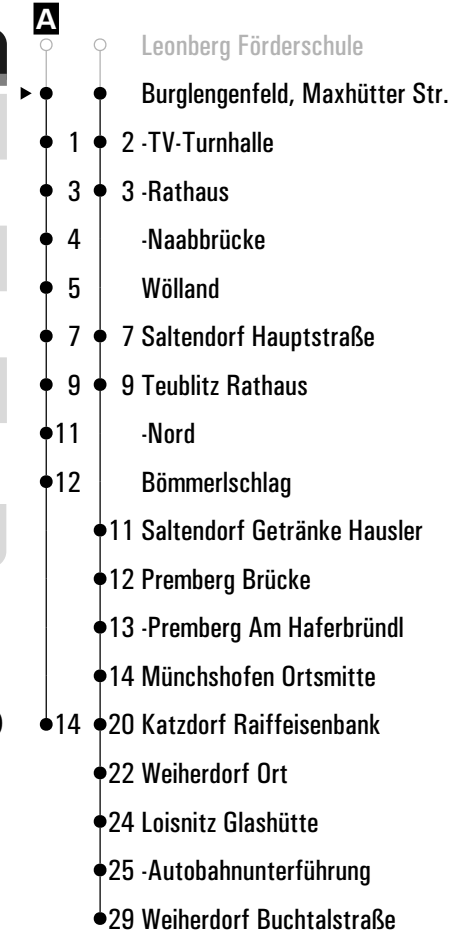 A
Leonberg Förderschule
Burglengenfeld, Maxhütter Str.
1 2 -TV-Turnhalle
3 3 -Rathaus
4 -Naabbrücke
5 Wölland
7 7 Saltendorf Hauptstraße
9 9 Teublitz Rathaus
11 -Nord
12 Bömmerlschlag
11 Saltendorf Getränke Hausler
12 Premberg Brücke
13 -Premberg Am Haferbründl
14 Münchshofen Ortsmitte
14 20 Katzdorf Raiffeisenbank
22 Weiherdorf Ort
24 Loisnitz Glashütte
25 -Autobahnunterführung
29 Weiherdorf Buchtalstraße